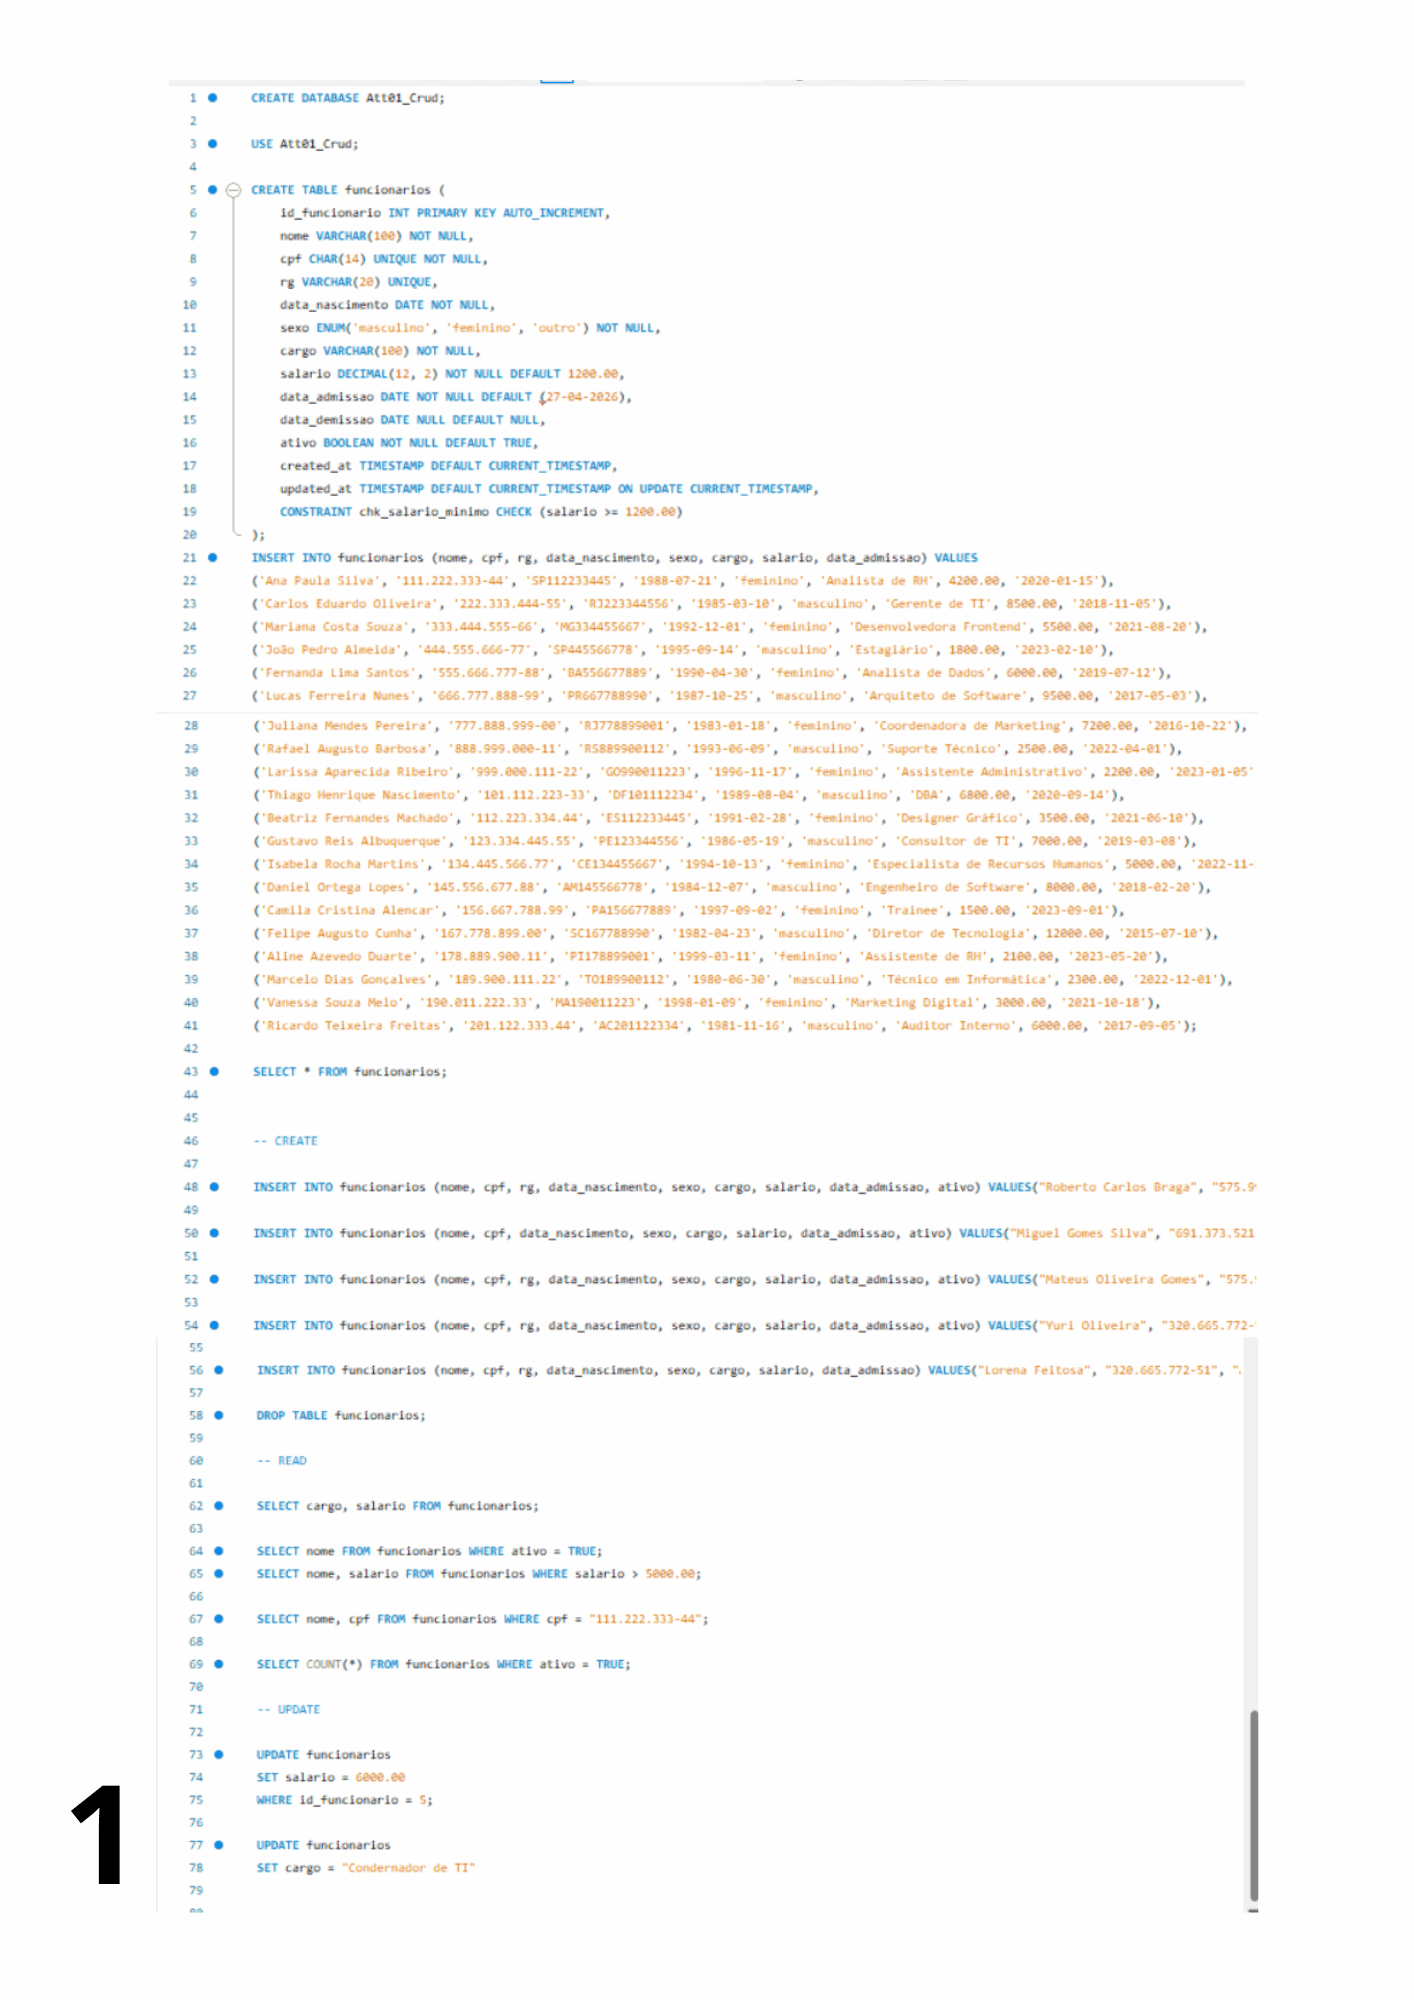 1 CREATE DATABASE Att01_Crud;
2
3 USE Att01_Crud;
4
5 CREATE TABLE funcionarios (
6 id_funcionario INT PRIMARY KEY AUTO_INCREMENT,
7 nome VARCHAR(100) NOT NULL,
8 cpf CHAR(14) UNIQUE NOT NULL,
9 rg VARCHAR(20) UNIQUE,
10 data_nascimento DATE NOT NULL,
11 sexo ENUM('masculino', 'feminino', 'outro') NOT NULL,
12 cargo VARCHAR(100) NOT NULL,
13 salario DECIMAL(12, 2) NOT NULL DEFAULT 1200.00,
14 data_admissao DATE NOT NULL DEFAULT (27-04-2026),
15 data_demissao DATE NULL DEFAULT NULL,
16 ativo BOOLEAN NOT NULL DEFAULT TRUE,
17 created_at TIMESTAMP DEFAULT CURRENT_TIMESTAMP,
18 updated_at TIMESTAMP DEFAULT CURRENT_TIMESTAMP ON UPDATE CURRENT_TIMESTAMP,
19 CONSTRAINT chk_salario_minimo CHECK (salario >= 1200.00)
20 );
21 INSERT INTO funcionarios (nome, cpf, rg, data_nascimento, sexo, cargo, salario, data_admissao) VALUES
22 ('Ana Paula Silva', '111.222.333-44', 'SP112233445', '1988-07-21', 'feminino', 'Analista de RH', 4200.00, '2020-01-15'),
23 ('Carlos Eduardo Oliveira', '222.333.444-55', 'RJ223344556', '1985-03-10', 'masculino', 'Gerente de TI', 8500.00, '2018-11-05'),
24 ('Mariana Costa Souza', '333.444.555-66', 'MG334455667', '1992-12-01', 'feminino', 'Desenvolvedora Frontend', 5500.00, '2021-08-20'),
25 ('João Pedro Almeida', '444.555.666-77', 'SP445566778', '1995-09-14', 'masculino', 'Estagiário', 1800.00, '2023-02-10'),
26 ('Fernanda Lima Santos', '555.666.777-88', 'BA556677889', '1990-04-30', 'feminino', 'Analista de Dados', 6000.00, '2019-07-12'),
27 ('Lucas Ferreira Nunes', '666.777.888-99', 'PR667788990', '1987-10-25', 'masculino', 'Arquiteto de Software', 9500.00, '2017-05-03'),
28 ('Juliana Mendes Pereira', '777.888.999-00', 'RJ778899001', '1983-01-18', 'feminino', 'Coordenadora de Marketing', 7200.00, '2016-10-22'),
29 ('Rafael Augusto Barbosa', '888.999.000-11', 'RS889900112', '1993-06-09', 'masculino', 'Suporte Técnico', 2500.00, '2022-04-01'),
30 ('Larissa Aparecida Ribeiro', '999.000.111-22', 'GO990011223', '1996-11-17', 'feminino', 'Assistente Administrativo', 2200.00, '2023-01-05'
31 ('Thiago Henrique Nascimento', '101.112.223-33', 'DF101112234', '1989-08-04', 'masculino', 'DBA', 6800.00, '2020-09-14'),
32 ('Beatriz Fernandes Machado', '112.223.334.44', 'ES112233445', '1991-02-28', 'feminino', 'Designer Gráfico', 3500.00, '2021-06-10'),
33 ('Gustavo Reis Albuquerque', '123.334.445.55', 'PE123344556', '1986-05-19', 'masculino', 'Consultor de TI', 7000.00, '2019-03-08'),
34 ('Isabela Rocha Martins', '134.445.566.77', 'CE134455667', '1994-10-13', 'feminino', 'Especialista de Recursos Humanos', 5000.00, '2022-11-
35 ('Daniel Ortega Lopes', '145.556.677.88', 'AM145566778', '1984-12-07', 'masculino', 'Engenheiro de Software', 8000.00, '2018-02-20'),
36 ('Camila Cristina Alencar', '156.667.788.99', 'PA156677889', '1997-09-02', 'feminino', 'Trainee', 1500.00, '2023-09-01'),
37 ('Felipe Augusto Cunha', '167.778.899.00', 'SC167788990', '1982-04-23', 'masculino', 'Diretor de Tecnologia', 12000.00, '2015-07-10'),
38 ('Aline Azevedo Duarte', '178.889.900.11', 'PI178899001', '1999-03-11', 'feminino', 'Assistente de RH', 2100.00, '2023-05-20'),
39 ('Marcelo Dias Gonçalves', '189.900.111.22', 'TO189900112', '1980-06-30', 'masculino', 'Técnico em Informática', 2300.00, '2022-12-01'),
40 ('Vanessa Souza Melo', '190.011.222.33', 'MA190011223', '1998-01-09', 'feminino', 'Marketing Digital', 3000.00, '2021-10-18'),
41 ('Ricardo Teixeira Freitas', '201.122.333.44', 'AC201122334', '1981-11-16', 'masculino', 'Auditor Interno', 6000.00, '2017-09-05');
42
43 SELECT * FROM funcionarios;
44
45
46 -- CREATE
47
48 INSERT INTO funcionarios (nome, cpf, rg, data_nascimento, sexo, cargo, salario, data_admissao, ativo) VALUES("Roberto Carlos Braga", "575.9
49
50 INSERT INTO funcionarios (nome, cpf, data_nascimento, sexo, cargo, salario, data_admissao, ativo) VALUES("Miguel Gomes Silva", "691.373.521
51
52 INSERT INTO funcionarios (nome, cpf, rg, data_nascimento, sexo, cargo, salario, data_admissao, ativo) VALUES("Mateus Oliveira Gomes", "575.
53
54 INSERT INTO funcionarios (nome, cpf, rg, data_nascimento, sexo, cargo, salario, data_admissao, ativo) VALUES("Yuri Oliveira", "320.665.772-
55
56 INSERT INTO funcionarios (nome, cpf, rg, data_nascimento, sexo, cargo, salario, data_admissao) VALUES("Lorena Feitosa", "320.665.772-51", "
57
58 DROP TABLE funcionarios;
59
60 -- READ
61
62 SELECT cargo, salario FROM funcionarios;
63
64 SELECT nome FROM funcionarios WHERE ativo = TRUE;
65 SELECT nome, salario FROM funcionarios WHERE salario > 5000.00;
66
67 SELECT nome, cpf FROM funcionarios WHERE cpf = "111.222.333-44";
68
69 SELECT COUNT(*) FROM funcionarios WHERE ativo = TRUE;
70
71 -- UPDATE
72
73 UPDATE funcionarios
74 SET salario = 6000.00
75 WHERE id_funcionario = 5;
76
77 UPDATE funcionarios
78 SET cargo = "Condernador de TI"
79
1